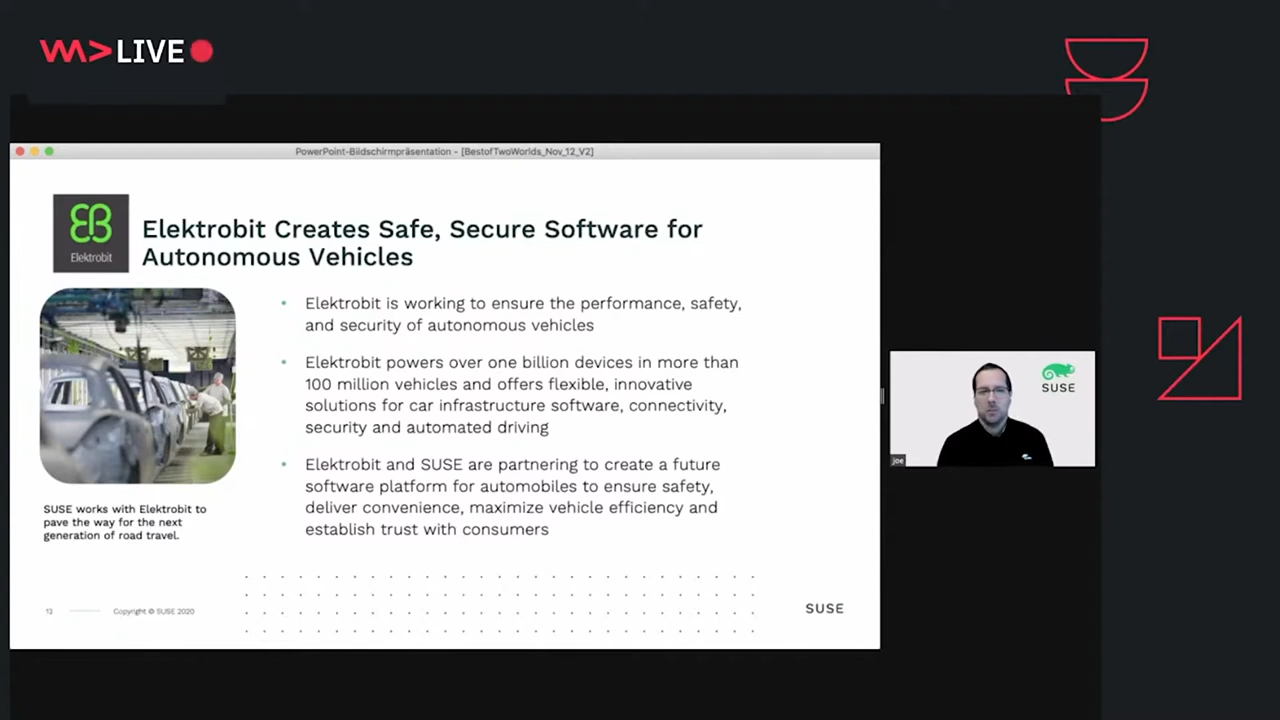 LIVE
PowerPoint-Bildschirmpräsentation - [BestofTwoWorlds_Nov_12_V2]
EB
Elektrobit
Elektrobit Creates Safe, Secure Software for
Autonomous Vehicles
• Elektrobit is working to ensure the performance, safety,
and security of autonomous vehicles
• Elektrobit powers over one billion devices in more than
100 million vehicles and offers flexible, innovative
solutions for car infrastructure software, connectivity,
security and automated driving
• Elektrobit and SUSE are partnering to create a future
software platform for automobiles to ensure safety,
deliver convenience, maximize vehicle efficiency and
establish trust with consumers
SUSE works with Elektrobit to
pave the way for the next
generation of road travel.
13 Copyright © SUSE 2020
SUSE
SUSE
joe